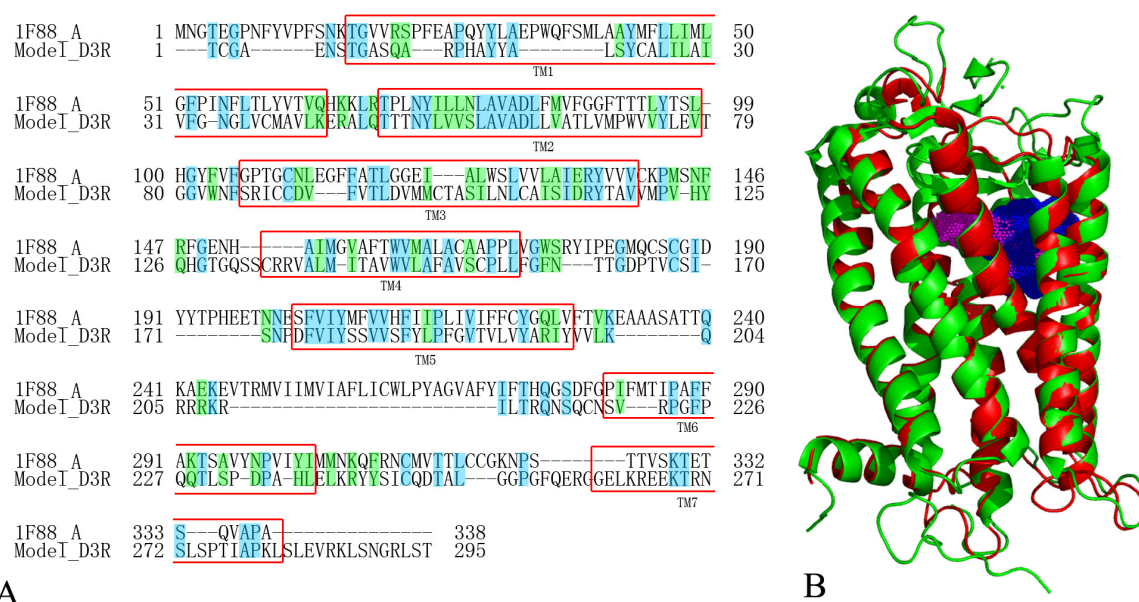 1F88_A 1 MNGTEGPNFYVPFSNKTGVVRSPFEAPQYYLAEPWQFSMLAAYMFLLIML 50
Model_D3R 1 ---TCGA-----ENSTGASQA---RPHAYYA--------LSYCALILAI 30
TM1
1F88_A 51 GFPINFLTLYVTVQHKKLRTPLNYILLNLAVADLFMVFGGFTTTLYTSL- 99
Model_D3R 31 VFG-NGLVCMAVLKERALQTTTNYLVVSLAVADLLVATLVMPWVVYLEVT 79
TM2
1F88_A 100 HGYFVFGPTGCNLEGFFATLGGEI---ALWSLVVLAIERYVVVCKPMSNF 146
Model_D3R 80 GGVWNFSRICCDV---FVTLDVMMCTASILNLCAISIDRYTAVVMPV-HY 125
TM3
1F88_A 147 RFGENH------AIMGVAFTWVMALACAAPPLVGWSRYIPEGMQCSCGID 190
Model_D3R 126 QHGTGQSSCRRVALM-ITAVWVLAFAVSCPLLFGFN---TTGDPTVCSI- 170
TM4
1F88_A 191 YYTPHEETNNESFVIYMFVVHFIIPLIVIFFCYGQLVFTVKEAAASATTQ 240
Model_D3R 171 --------SNPDFVIYSSVVSFYLPFGVTVLVYARIYVVLK--------Q 204
TM5
1F88_A 241 KAEKEVTRMVIIMVIAFLICWLPYAGVAFYIFTHQGSDFGPIFMTIPAFF 290
Model_D3R 205 RRRKR-------------------------ILTRQNSQCNSV---RPGFP 226
TM6
1F88_A 291 AKTSAVYNPVIYIMMNKQFRNCMVTTLCCGKNPS--------TTVSKTET 332
Model_D3R 227 QQTLSP-DPA-HLELKRYYSICQDTAL---GGPGFQERGGELKREEKTRN 271
TM7
1F88_A 333 S---QVAPA-------------- 338
Model_D3R 272 SLSPTIAPKLSLEVRKLSNGRLST 295
A
B